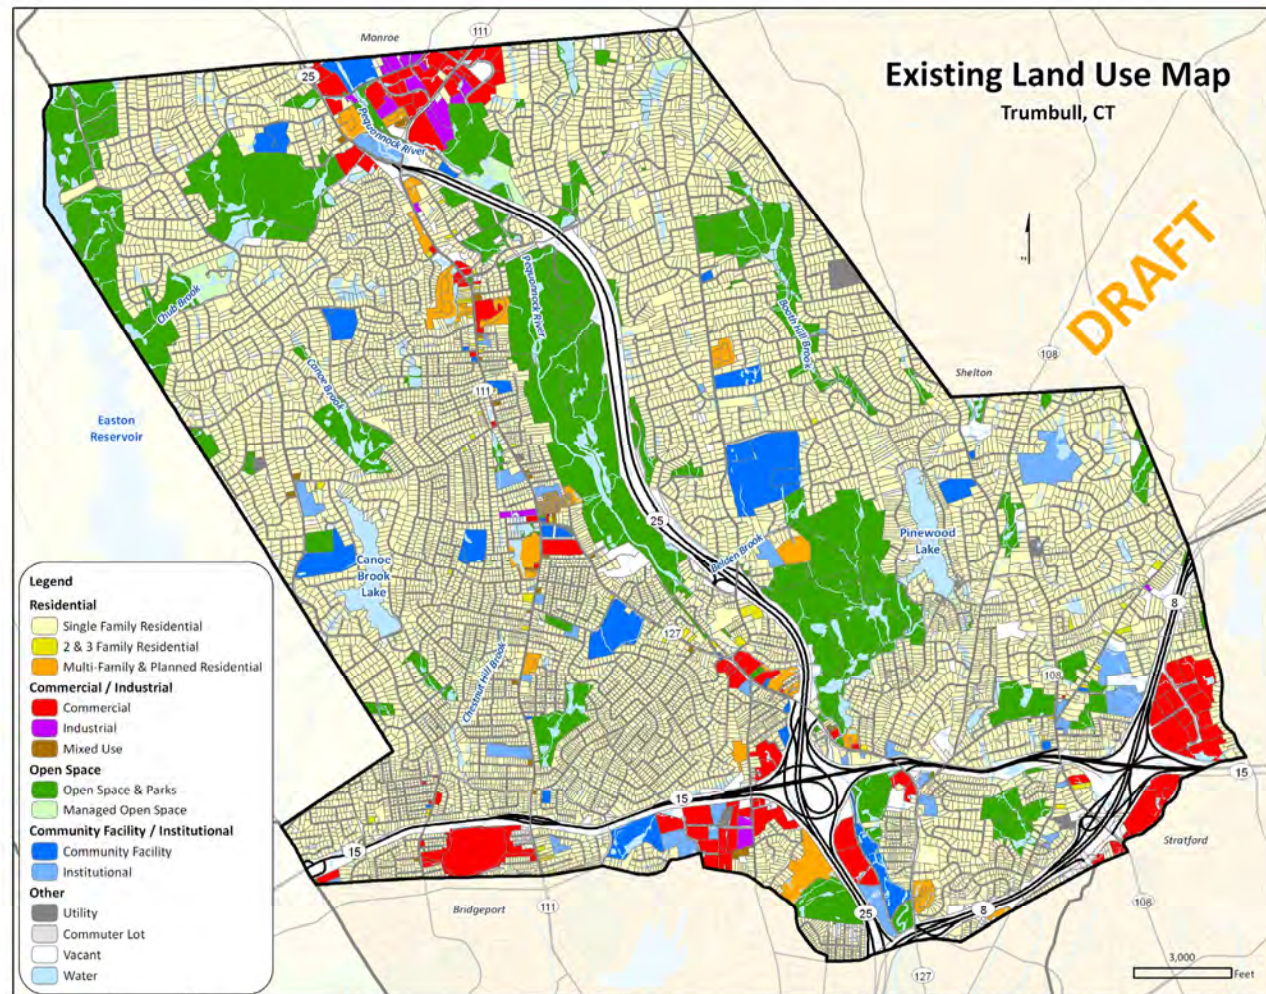 Existing Land Use Map
Trumbull, CT
DRAFT
Monroe
111
25
Pequonnock River
Chub Brook
Pequonnock River
Booth Hill Brook
108
Shelton
Canoe Brook
111
Easton
Reservoir
25
Pinewood
Lake
Belden Brook
Canoe
Brook
Lake
8
127
108
Chestnut Hill Brook
15
15
15
Stratford
Bridgeport
111
25
8
108
127
3,000
Feet
Legend
Residential
Single Family Residential
2 & 3 Family Residential
Multi-Family & Planned Residential
Commercial / Industrial
Commercial
Industrial
Mixed Use
Open Space
Open Space & Parks
Managed Open Space
Community Facility / Institutional
Community Facility
Institutional
Other
Utility
Commuter Lot
Vacant
Water